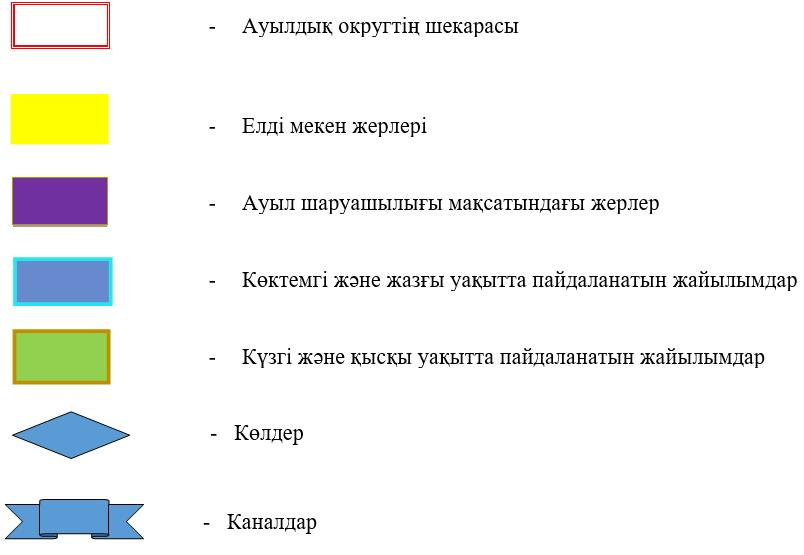 - Ауылдық округтің шекарасы
- Елді мекен жерлері
- Ауыл шаруашылығы мақсатындағы жерлер
- Көктемгі және жазғы уақытта пайдаланатын жайылымдар
- Күзгі және қысқы уақытта пайдаланатын жайылымдар
- Көлдер
- Каналдар